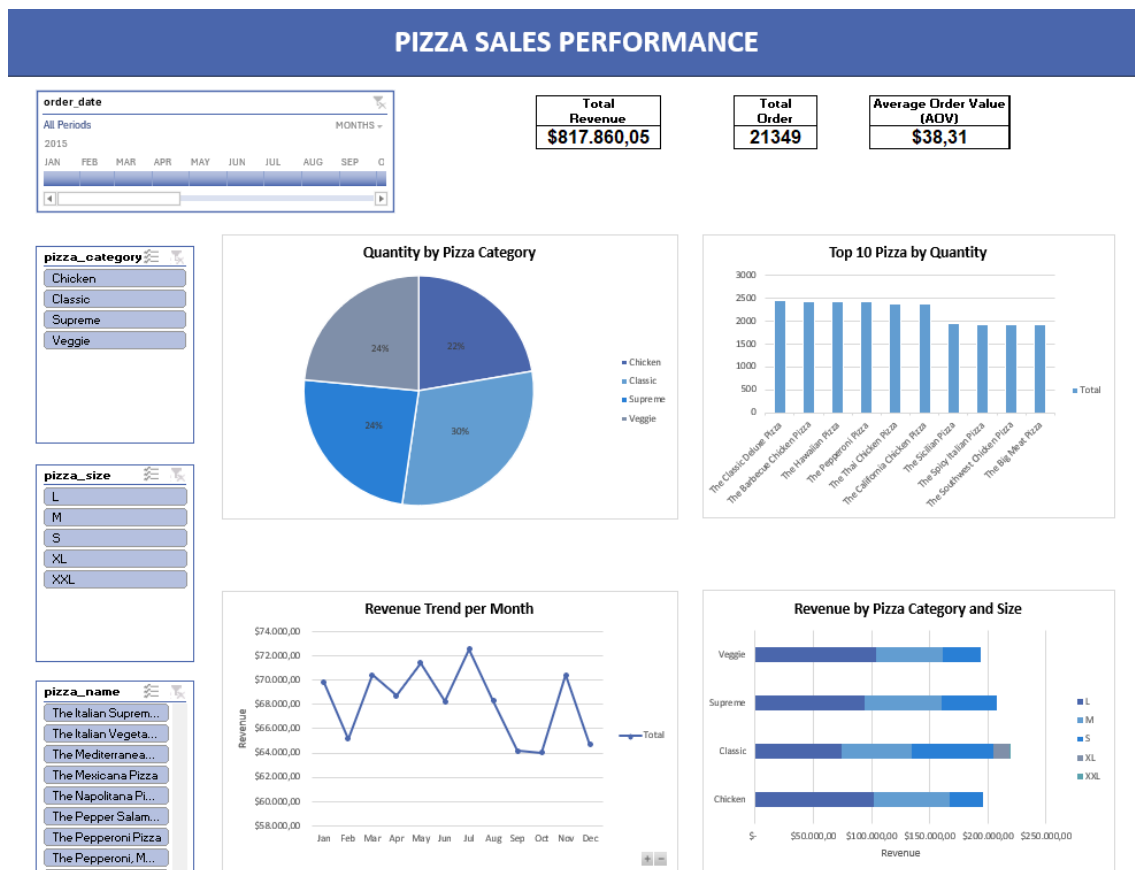 PIZZA SALES PERFORMANCE
order_date
All Periods
MONTHS
2015
JAN FEB MAR APR MAY JUN JUL AUG SEP O
Total
Revenue
$817.860,05
Total
Order
21349
Average Order Value
(AOV)
$38,31
pizza_category
Chicken
Classic
Supreme
Veggie
pizza_size
L
M
S
XL
XXL
pizza_name
The Italian Suprem...
The Italian Vegeta...
The Mediterranea...
The Mexicana Pizza
The Napolitana Pi...
The Pepper Salam...
The Pepperoni Pizza
The Pepperoni, M...
Quantity by Pizza Category
24%
22%
24%
30%
Chicken
Classic
Supreme
Veggie
Top 10 Pizza by Quantity
3000
2500
2000
1500
1000
500
0
The Classic Deluxe Pizza
The Barbecue Chicken Pizza
The Hawaiian Pizza
The Pepperoni Pizza
The Thai Chicken Pizza
The California Chicken Pizza
The Sicilian Pizza
The Spicy Italian Pizza
The Southwest Chicken Pizza
The Big Meat Pizza
Total
Revenue Trend per Month
Revenue
$74.000,00
$72.000,00
$70.000,00
$68.000,00
$66.000,00
$64.000,00
$62.000,00
$60.000,00
$58.000,00
Jan Feb Mar Apr May Jun Jul Aug Sep Oct Nov Dec
Total
Revenue by Pizza Category and Size
Veggie
Supreme
Classic
Chicken
$- $50.000,00 $100.000,00 $150.000,00 $200.000,00 $250.000,00
Revenue
L
M
S
XL
XXL